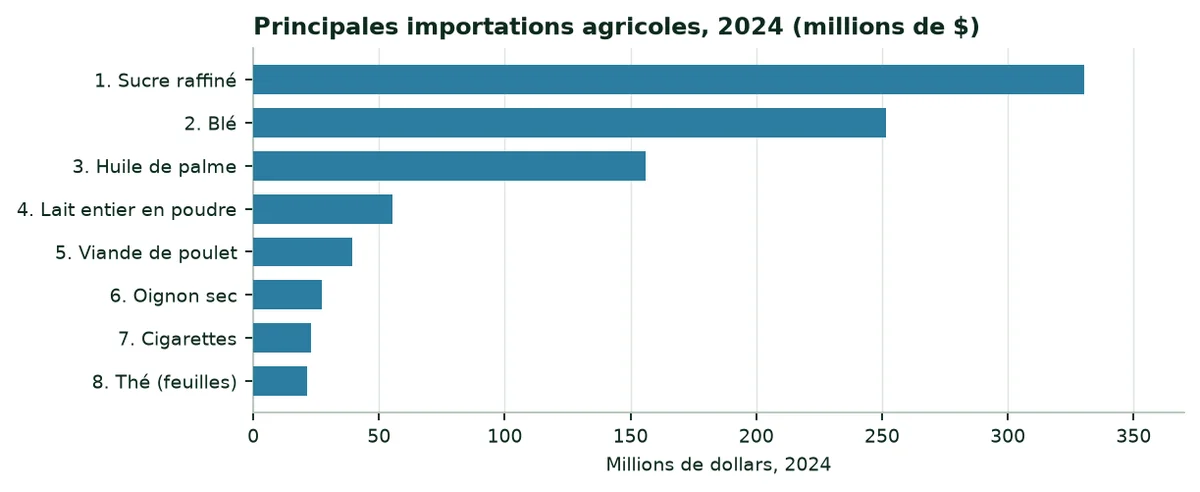 Principales importations agricoles, 2024 (millions de $)
1. Sucre raffiné
2. Blé
3. Huile de palme
4. Lait entier en poudre
5. Viande de poulet
6. Oignon sec
7. Cigarettes
8. Thé (feuilles)
0 50 100 150 200 250 300 350
Millions de dollars, 2024